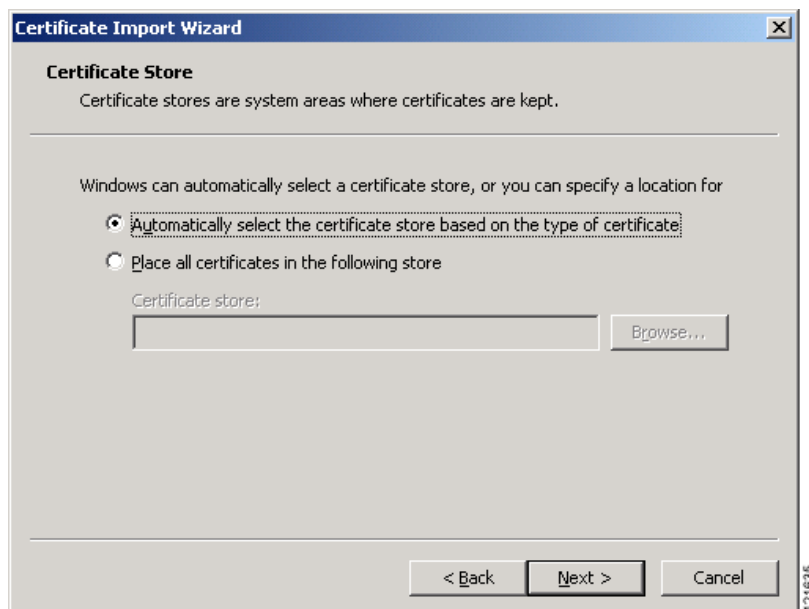 Certificate Import Wizard
Certificate Store
Certificate stores are system areas where certificates are kept.
Windows can automatically select a certificate store, or you can specify a location for
Automatically select the certificate store based on the type of certificate
Place all certificates in the following store
Certificate store:
Browse...
< Back
Next >
Cancel